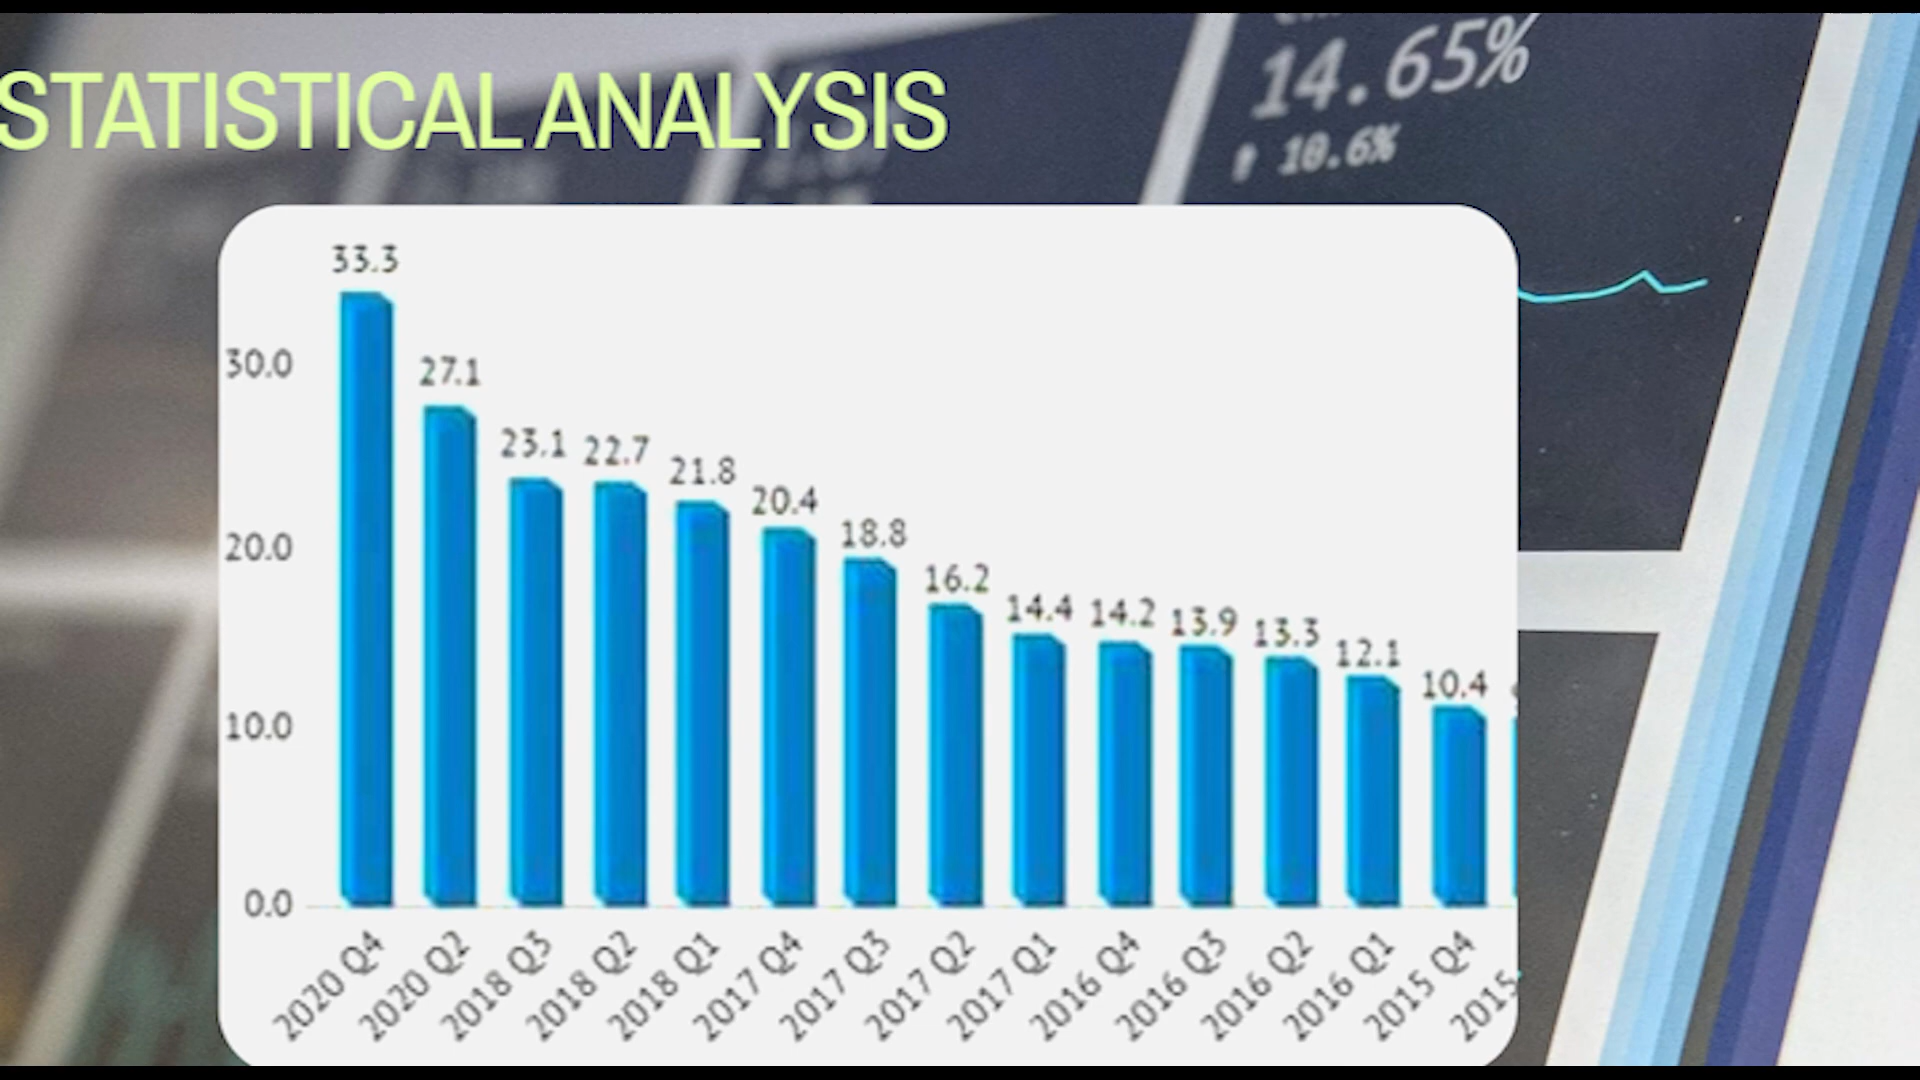 14.65%
10.6%
STATISTICAL ANALYSIS
33.3
27.1
23.1
22.7
21.8
20.4
18.8
16.2
14.4
14.2
13.9
13.3
12.1
10.4
30.0
20.0
10.0
0.0
2020 Q4
2020 Q2
2018 Q3
2018 Q2
2018 Q1
2017 Q4
2017 Q3
2017 Q2
2017 Q1
2016 Q4
2016 Q3
2016 Q2
2016 Q1
2015 Q4
2015